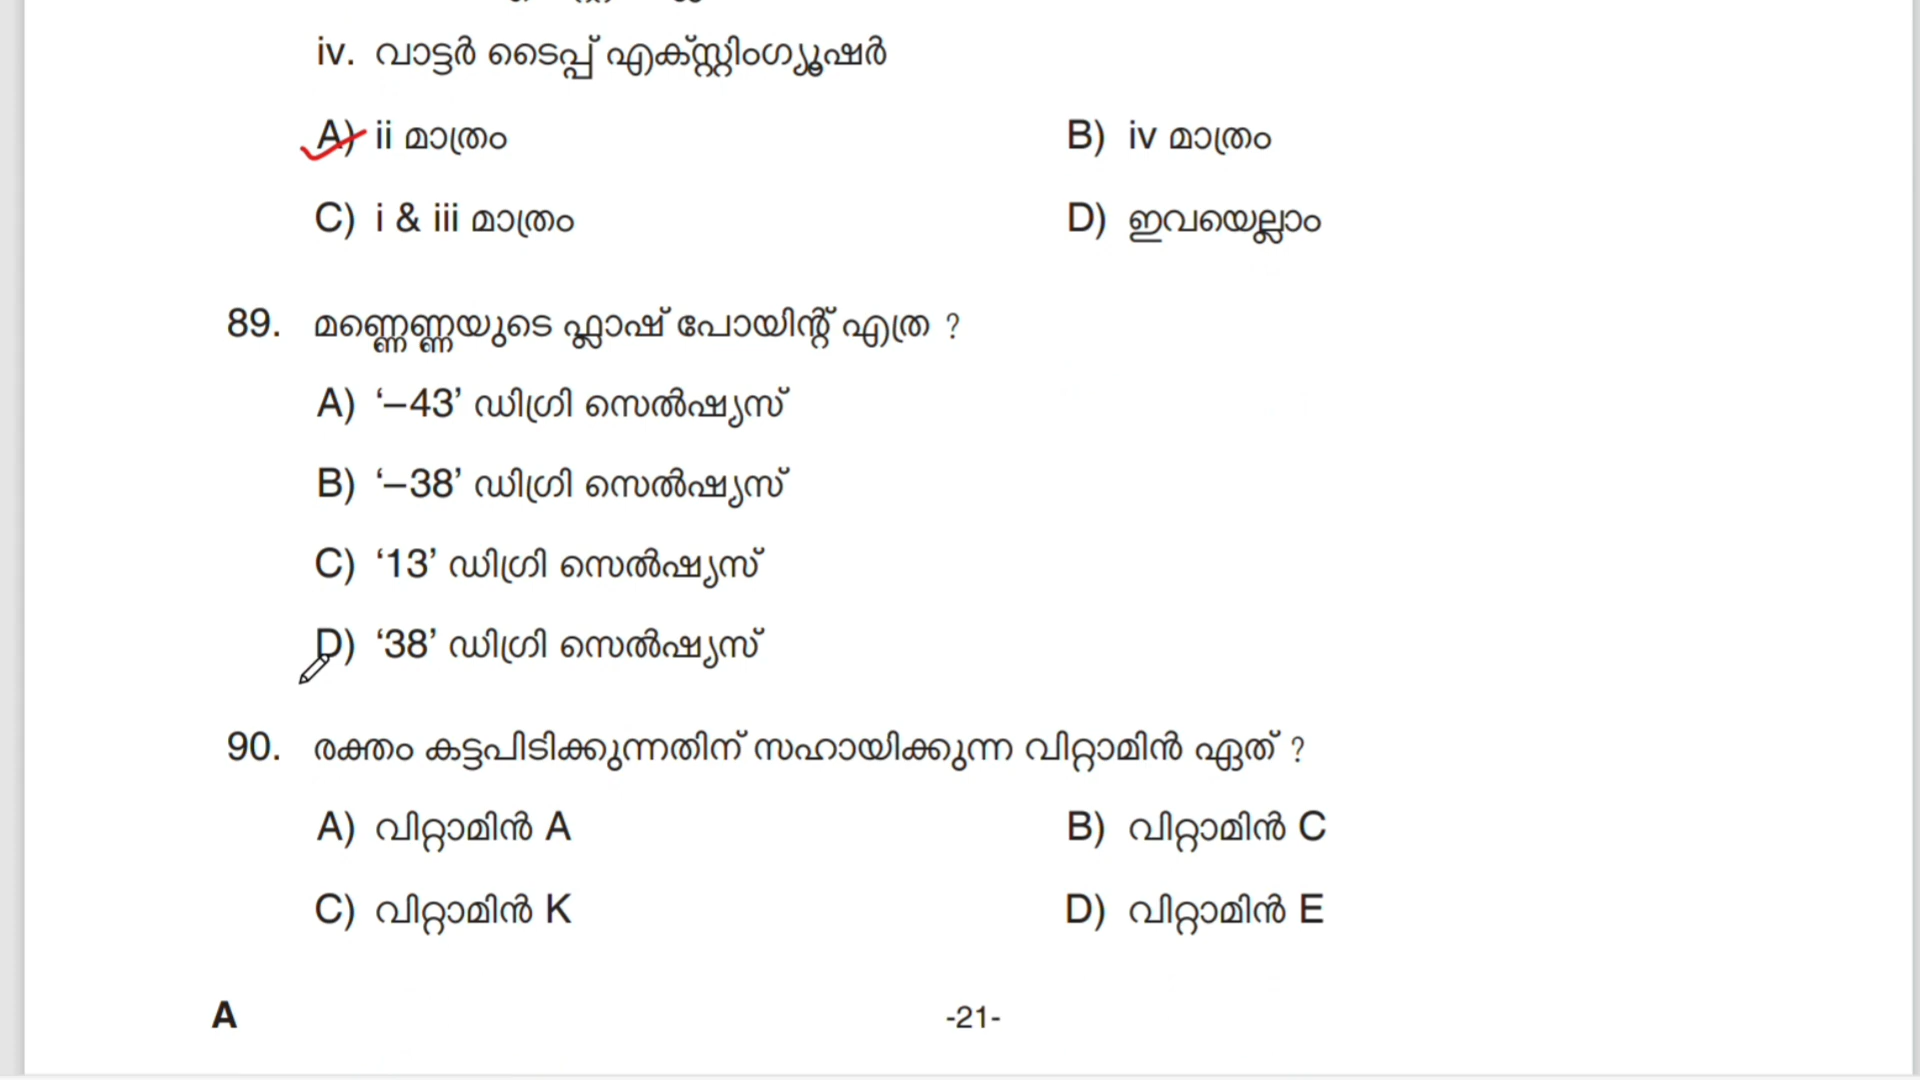 iv. വാട്ടർ ടൈപ്പ് എക്സ്റ്റിംഗ്യൂഷർ
A) ii മാത്രം
B) iv മാത്രം
C) i & iii മാത്രം
D) ഇവയെല്ലാം
89. മണ്ണെണ്ണയുടെ ഫ്ലാഷ് പോയിന്റ് എത്ര ?
A) ‘–43’ ഡിഗ്രി സെൽഷ്യസ്
B) ‘–38’ ഡിഗ്രി സെൽഷ്യസ്
C) ‘13’ ഡിഗ്രി സെൽഷ്യസ്
D) ‘38’ ഡിഗ്രി സെൽഷ്യസ്
90. രക്തം കട്ടപിടിക്കുന്നതിന് സഹായിക്കുന്ന വിറ്റാമിൻ ഏത് ?
A) വിറ്റാമിൻ A
B) വിറ്റാമിൻ C
C) വിറ്റാമിൻ K
D) വിറ്റാമിൻ E
A
-21-